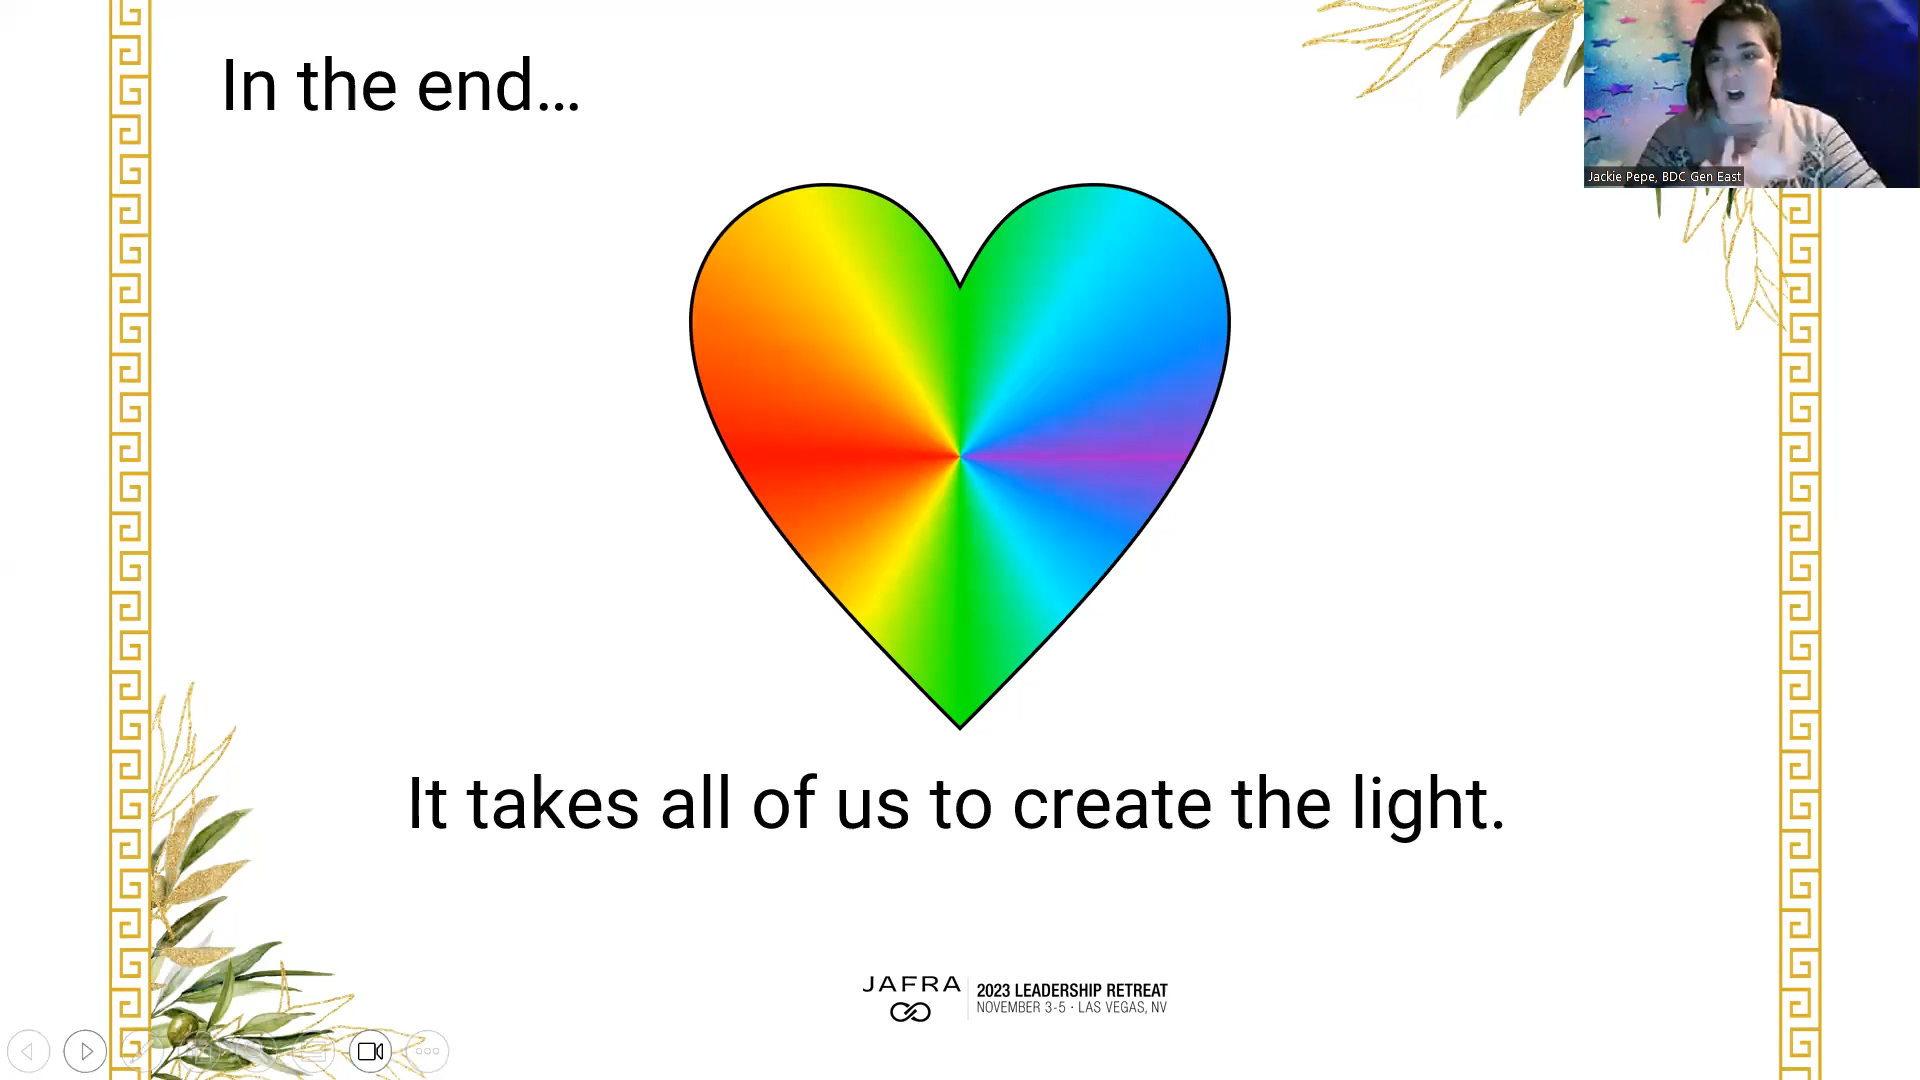 In the end...
Jackie Pepe, BDC Gen East
It takes all of us to create the light.
JAFRA
2023 LEADERSHIP RETREAT
NOVEMBER 3-5 · LAS VEGAS, NV